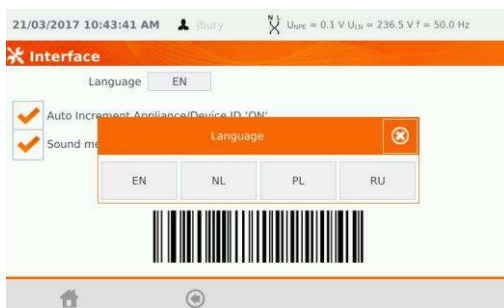 21/03/2017 10:43:41 AM jbury N L UNPE = 0.1 V ULN = 236.5 V f = 50.0 Hz
Interface
Language EN
Auto Increment Appliance/Device ID 'ON'
Sound me
Language
EN NL PL RU